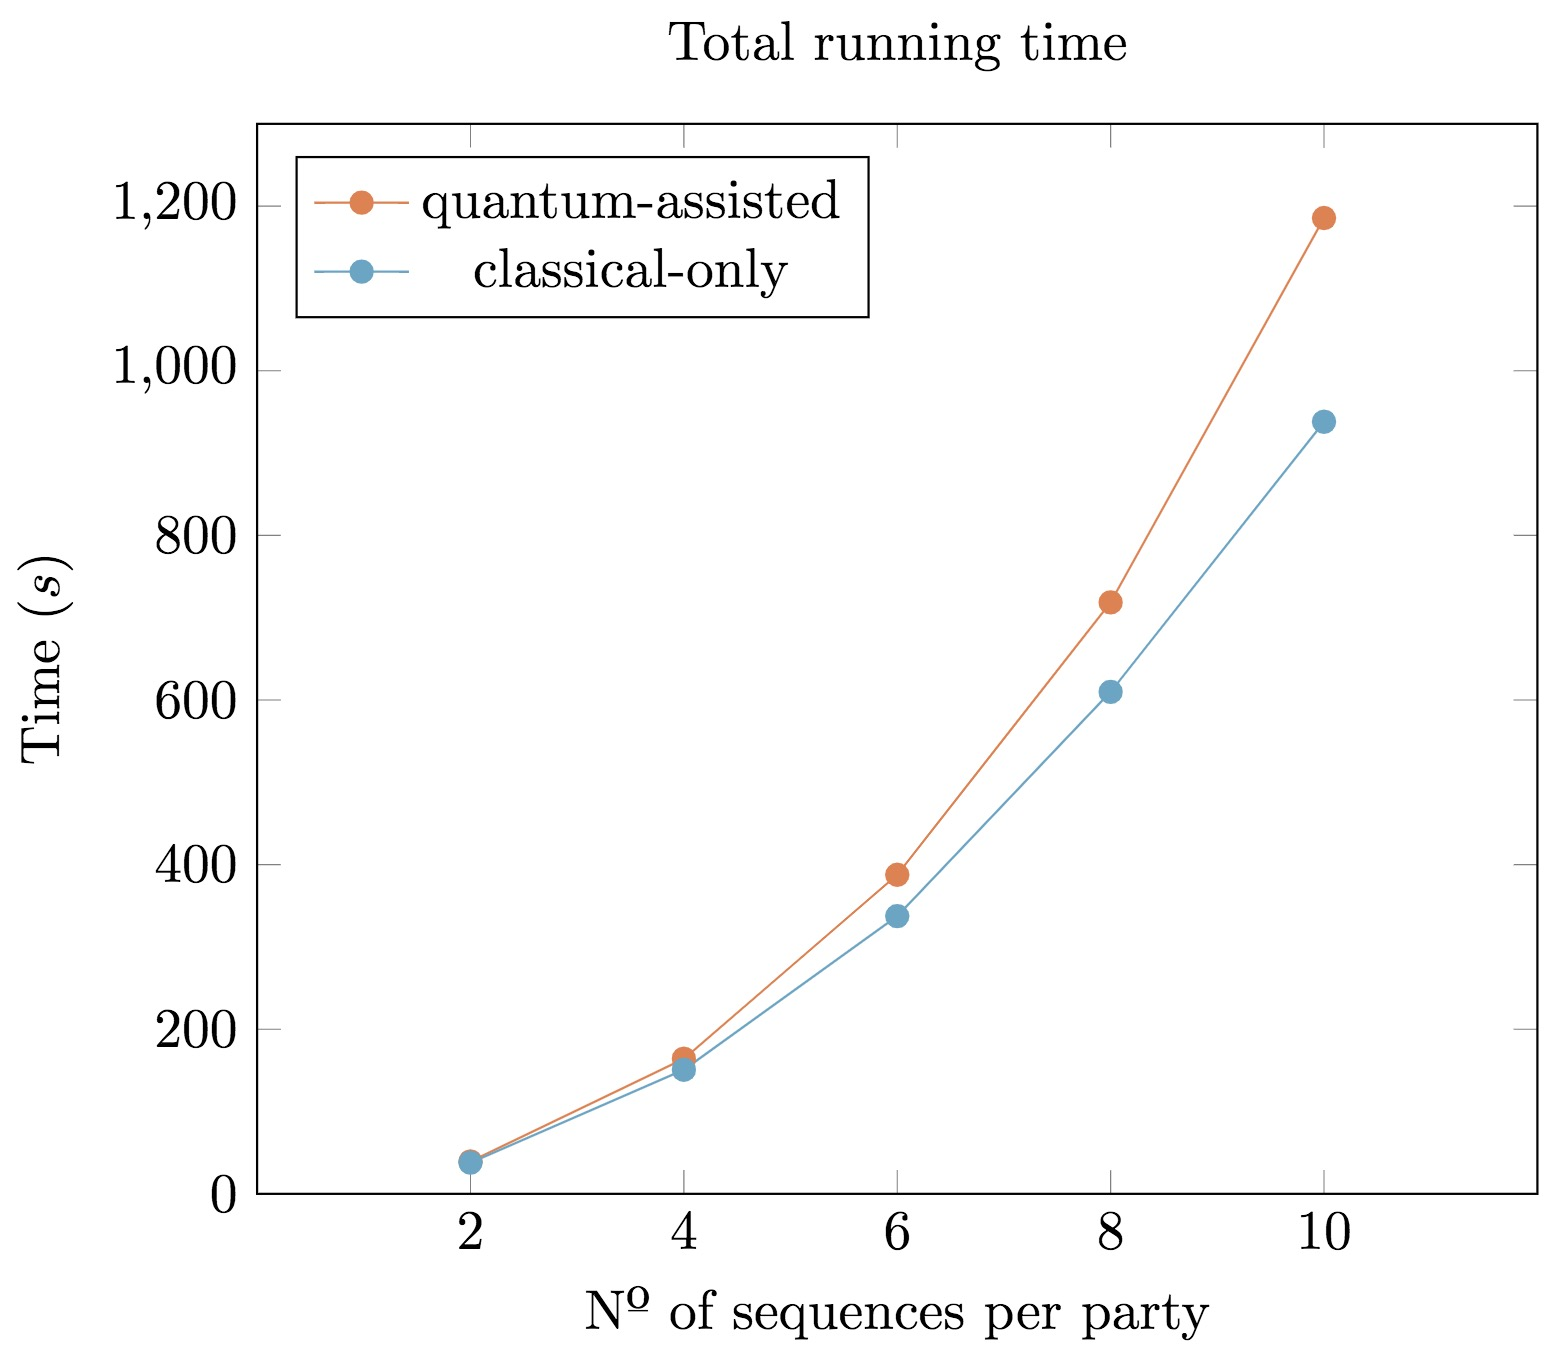 Total running time
quantum-assisted
classical-only
1,200
1,000
800
600
400
200
0
Time (s)
2 4 6 8 10
Nº of sequences per party